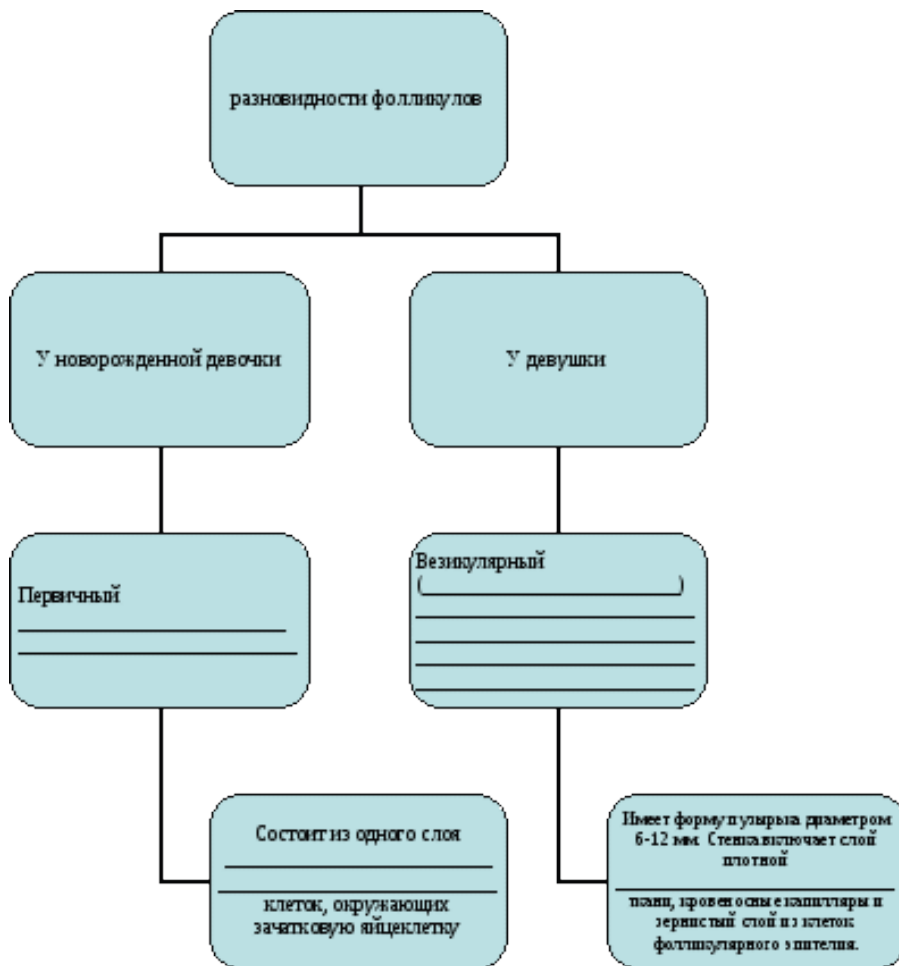 разновидности фолликулов
У новорожденной девочки
У девушки
Первичный
Везикулярный
(____________________)
Состоит из одного слоя
клеток, окружающих
зачатковую яйцеклетку
Имеет форму пузырька диаметром
6-12 мм. Стенка включает слой
плотной
ткани, кровеносные капилляры и
зернистый слой из клеток
фолликулярного эпителия.